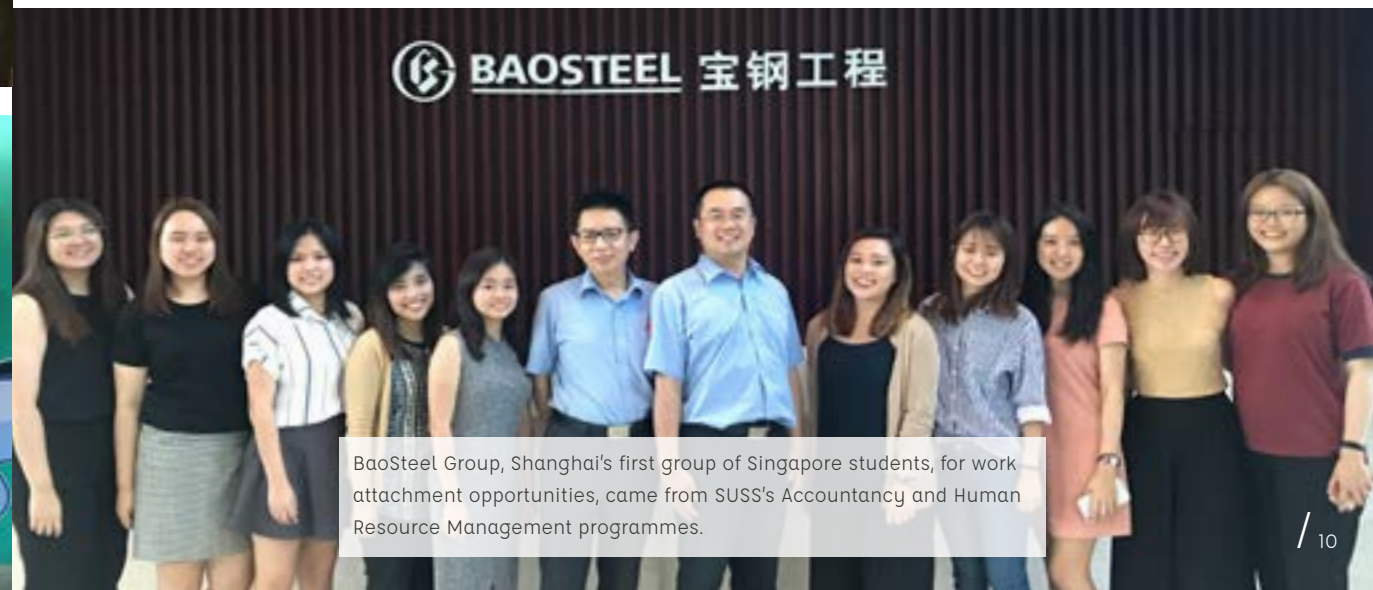 BAOSTEEL 宝钢工程
BaoSteel Group, Shanghai's first group of Singapore students, for work
attachment opportunities, came from SUSS's Accountancy and Human
Resource Management programmes.
/ 10